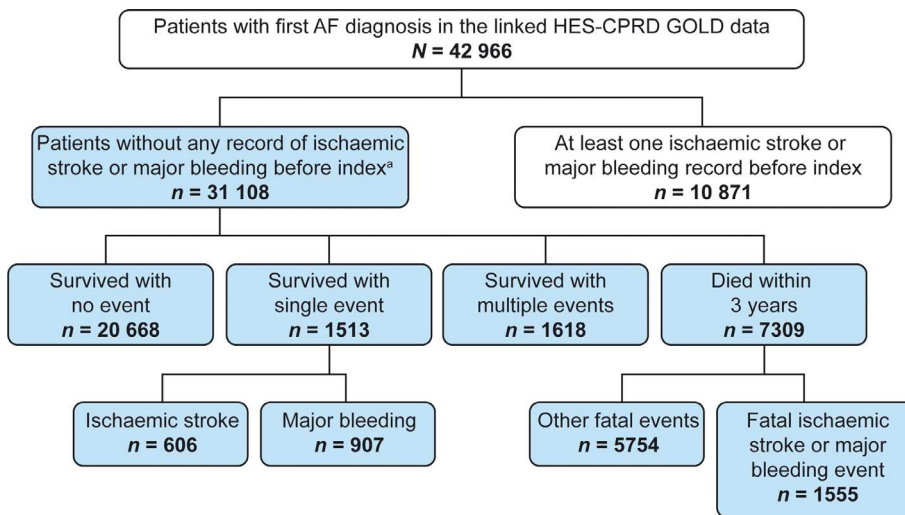 Patients with first AF diagnosis in the linked HES-CPRD GOLD data
N = 42 966
Patients without any record of ischaemic
stroke or major bleeding before indexᵃ
n = 31 108
At least one ischaemic stroke or
major bleeding record before index
n = 10 871
Survived with
no event
n = 20 668
Survived with
single event
n = 1513
Survived with
multiple events
n = 1618
Died within
3 years
n = 7309
Ischaemic stroke
n = 606
Major bleeding
n = 907
Other fatal events
n = 5754
Fatal ischaemic
stroke or major
bleeding event
n = 1555